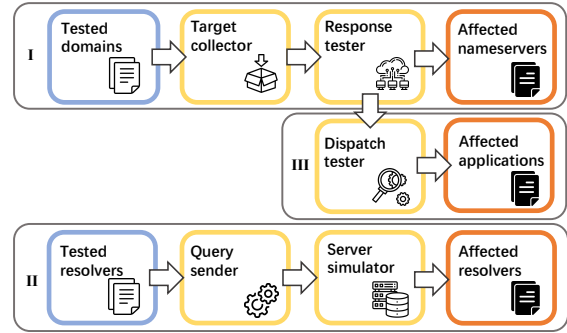 I
Tested
domains
Target
collector
Response
tester
Affected
nameservers
III
Dispatch
tester
Affected
applications
II
Tested
resolvers
Query
sender
Server
simulator
Affected
resolvers